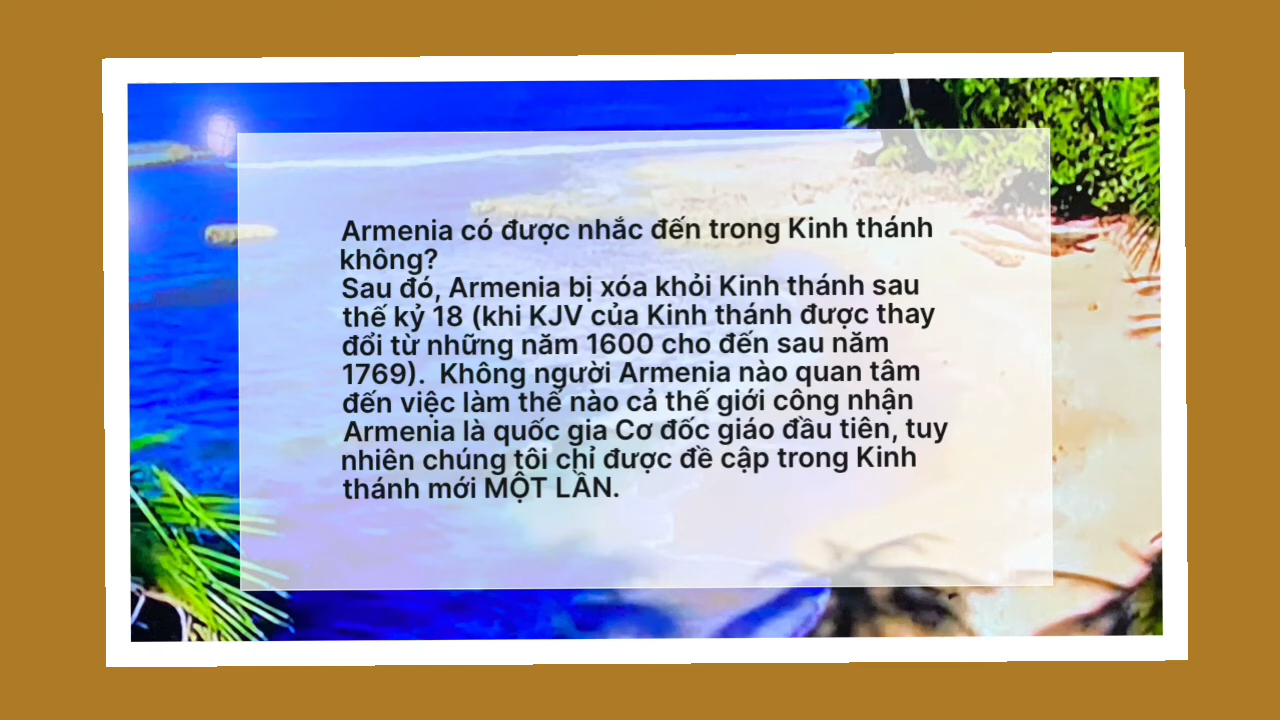 Armenia có được nhắc đến trong Kinh thánh
không?
Sau đó, Armenia bị xóa khỏi Kinh thánh sau
thế kỷ 18 (khi KJV của Kinh thánh được thay
đổi từ những năm 1600 cho đến sau năm
1769).  Không người Armenia nào quan tâm
đến việc làm thế nào cả thế giới công nhận
Armenia là quốc gia Cơ đốc giáo đầu tiên, tuy
nhiên chúng tôi chỉ được đề cập trong Kinh
thánh mới MỘT LẦN.